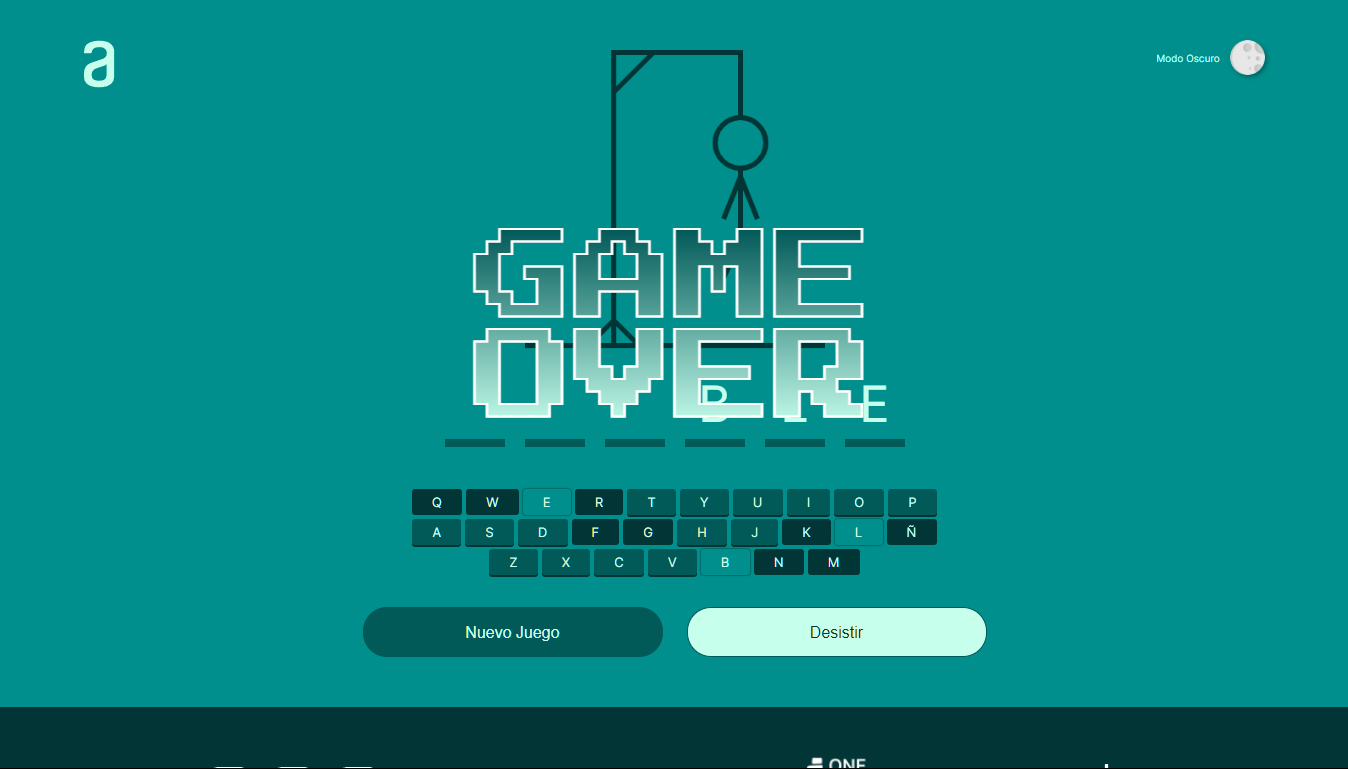 a
Modo Oscuro
GAME
OVER
B L E
Q W E R T Y U I O P
A S D F G H J K L Ñ
Z X C V B N M
Nuevo Juego Desistir
ONE